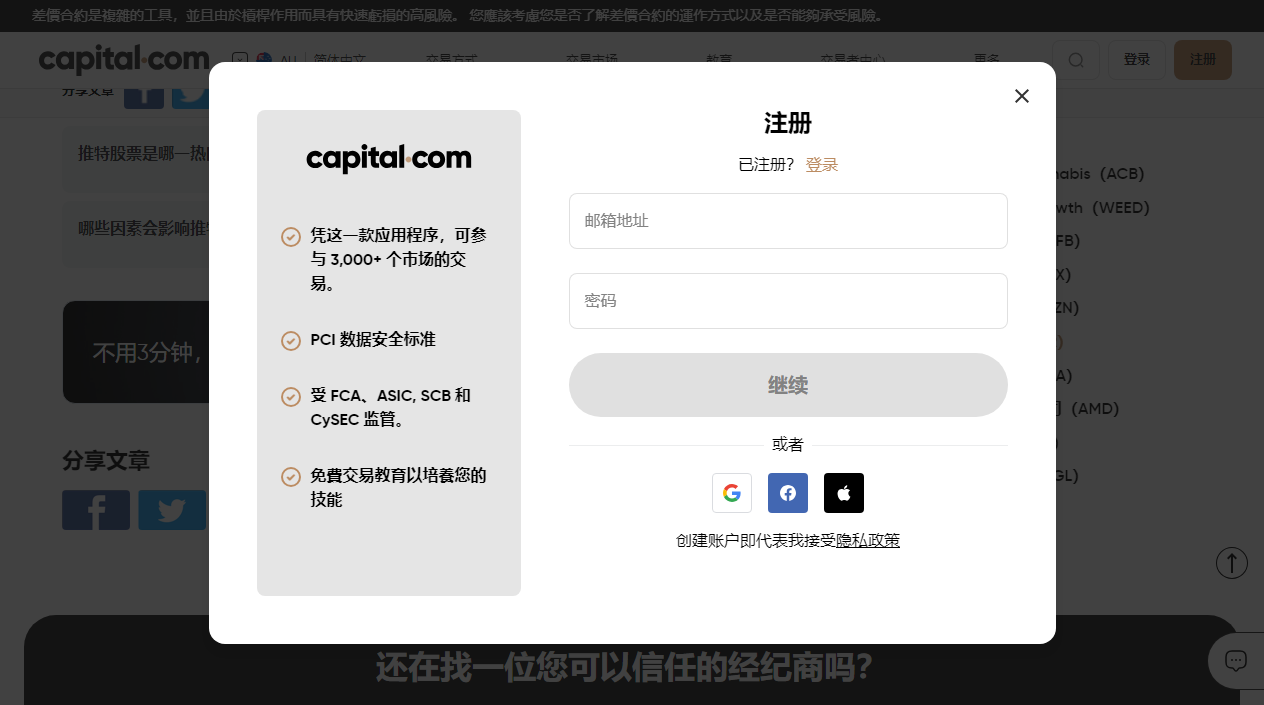 差價合約是複雜的工具，並且由於槓桿作用而具有快速虧損的高風險。 您應該考慮您是否了解差價合約的運作方式以及是否能夠承受風險。
capital.com
AU
简体中文
交易方式
交易市场
教育
交易者中心
更多
登录
注册
分享文章
推特股票是哪一热
哪些因素会影响推
不用3分钟，
分享文章
nabis（ACB）
wth（WEED）
FB)
X)
ZN)
)
A)
（AMD）
)
GL)
capital.com
凭这一款应用程序，可参
与 3,000+ 个市场的交
易。
PCI 数据安全标准
受 FCA、ASIC, SCB 和
CySEC 监管。
免費交易教育以培養您的
技能
注册
已注册？ 登录
邮箱地址
密码
继续
或者
创建账户即代表我接受隐私政策
还在找一位您可以信任的经纪商吗？